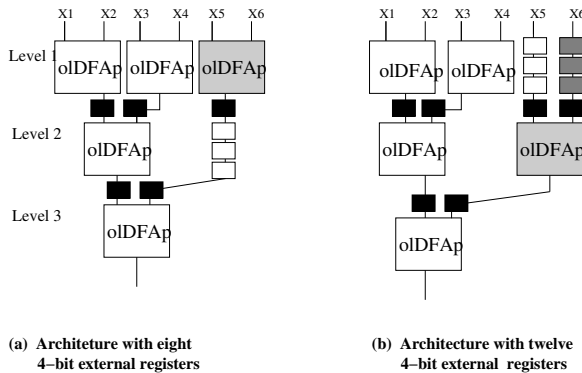 X1 X2 X3 X4 X5 X6 X1 X2 X3 X4 X5 X6
Level 1 olDFAp olDFAp olDFAp olDFAp olDFAp
Level 2 olDFAp olDFAp olDFAp
Level 3 olDFAp olDFAp
(a) Architeture with eight
4−bit external registers
(b) Architecture with twelve
4−bit external registers